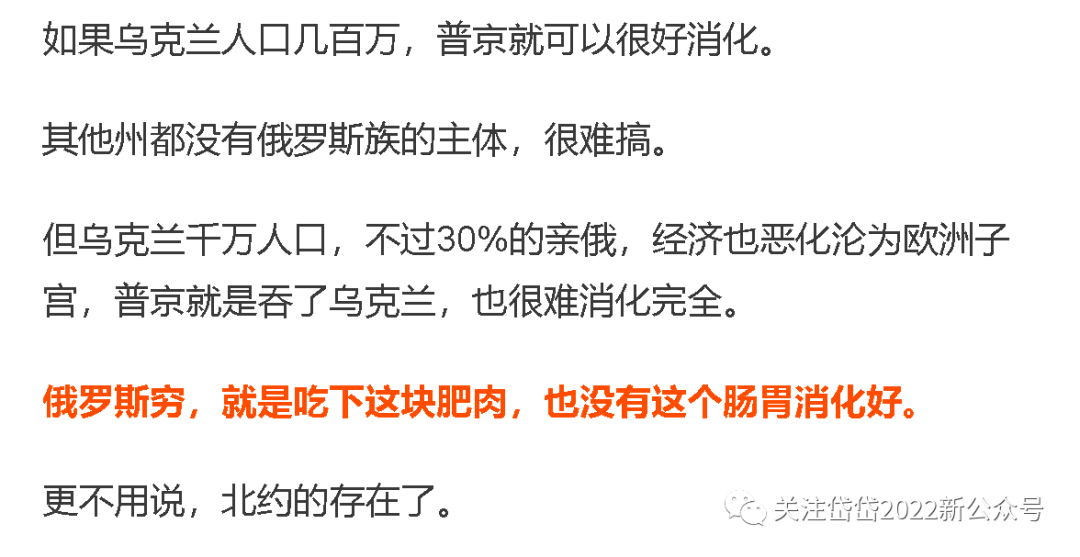 如果乌克兰人口几百万，普京就可以很好消化。
其他州都没有俄罗斯族的主体，很难搞。
但乌克兰千万人口，不过30%的亲俄，经济也恶化沦为欧洲子
宫，普京就是吞了乌克兰，也很难消化完全。
俄罗斯穷，就是吃下这块肥肉，也没有这个肠胃消化好。
更不用说，北约的存在了。
关注岱岱2022新公众号